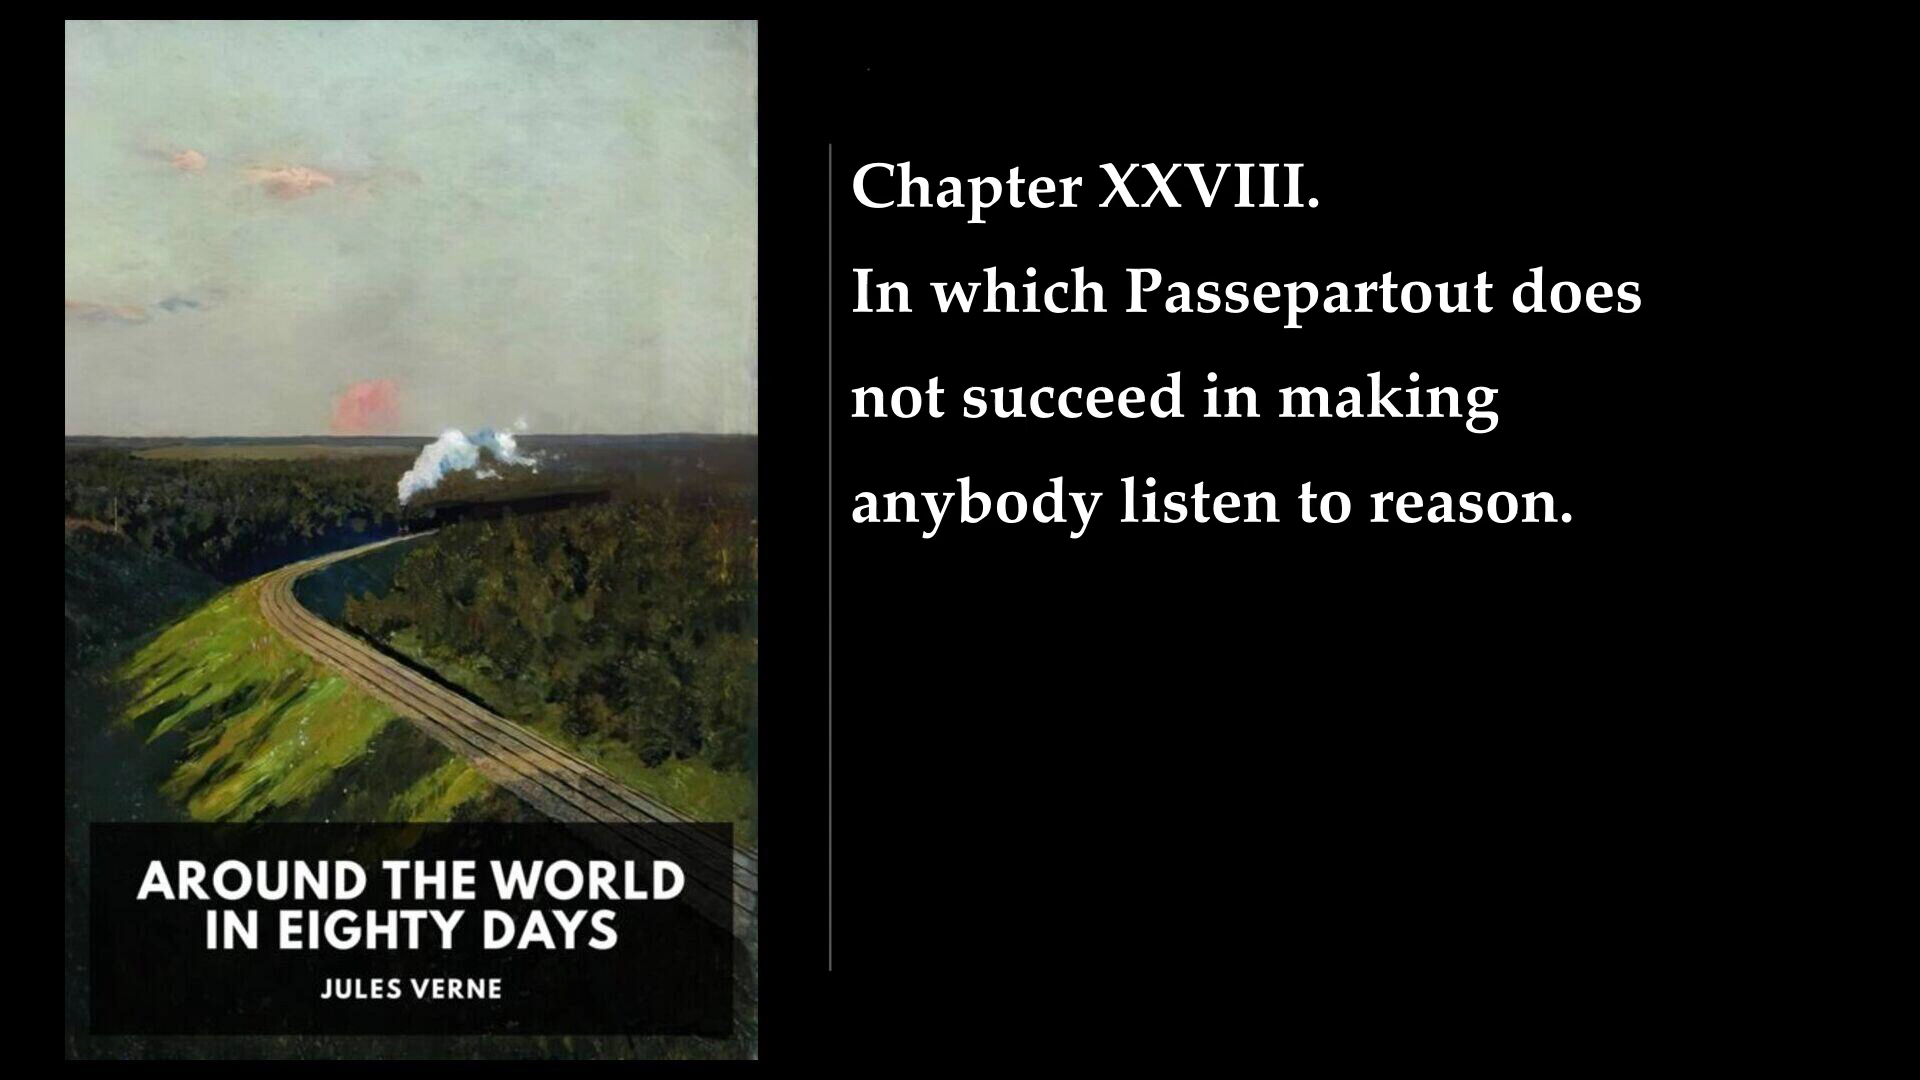 AROUND THE WORLD
IN EIGHTY DAYS
JULES VERNE
Chapter XXVIII.
In which Passepartout does
not succeed in making
anybody listen to reason.